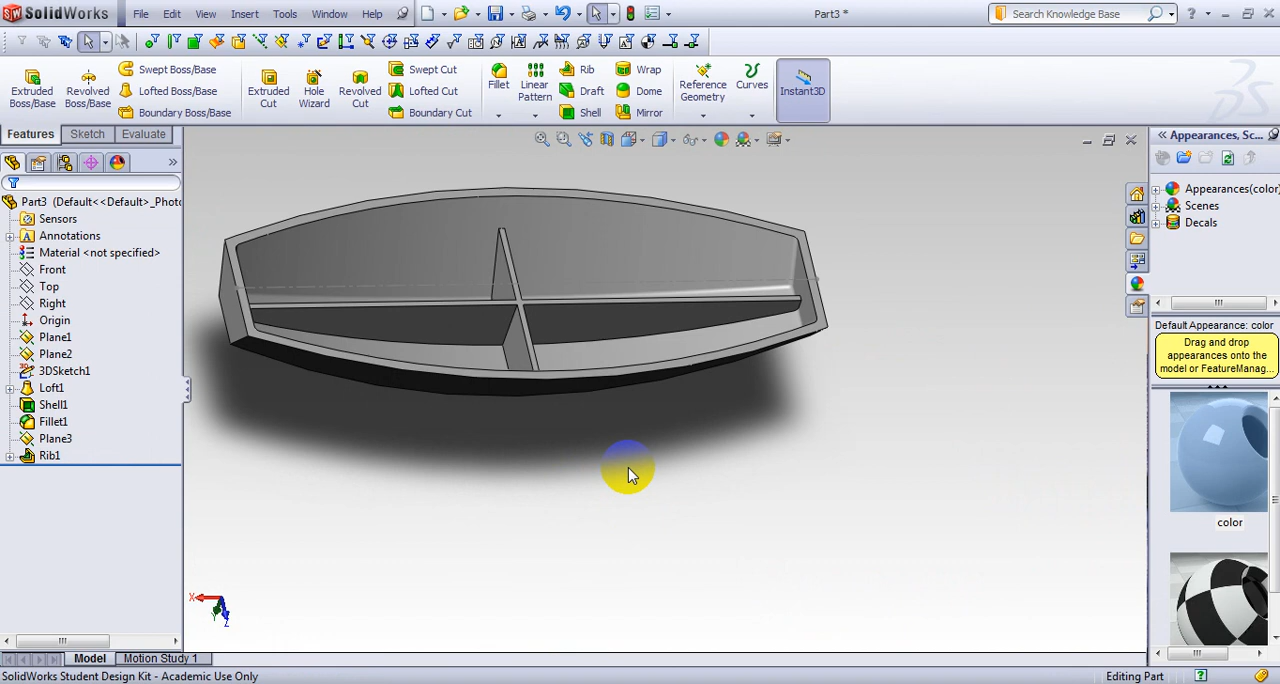 SolidWorks File Edit View Insert Tools Window Help Part3 * Search Knowledge Base
Extruded Boss/Base Revolved Boss/Base Swept Boss/Base Lofted Boss/Base Boundary Boss/Base Extruded Cut Hole Wizard Revolved Cut Swept Cut Lofted Cut Boundary Cut Fillet Linear Pattern Rib Draft Shell Wrap Dome Mirror Reference Geometry Curves Instant3D
Features Sketch Evaluate
Appearances, Sc...
Part3 (Default<<Default>_Photo
Sensors
Annotations
Material <not specified>
Front
Top
Right
Origin
Plane1
Plane2
3DSketch1
Loft1
Shell1
Fillet1
Plane3
Rib1
X
Y
Z
Appearances(color)
Scenes
Decals
Default Appearance: color
Drag and drop
appearances onto the
model or FeatureManag...
color
Model Motion Study 1
SolidWorks Student Design Kit - Academic Use Only Editing Part